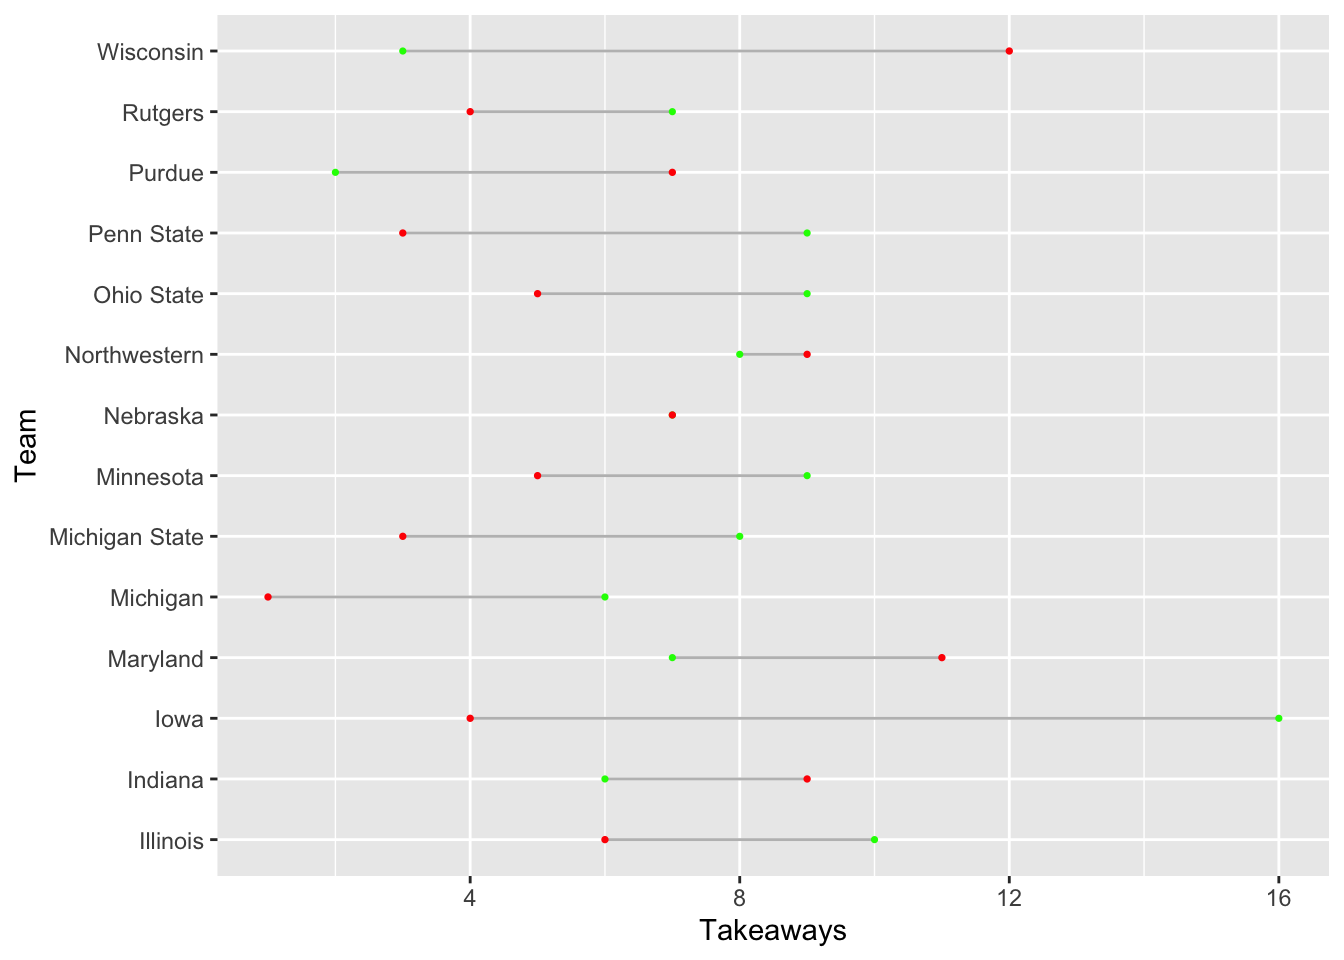 Wisconsin
Rutgers
Purdue
Penn State
Ohio State
Northwestern
Nebraska
Minnesota
Michigan State
Michigan
Maryland
Iowa
Indiana
Illinois
Team
4 8 12 16
Takeaways